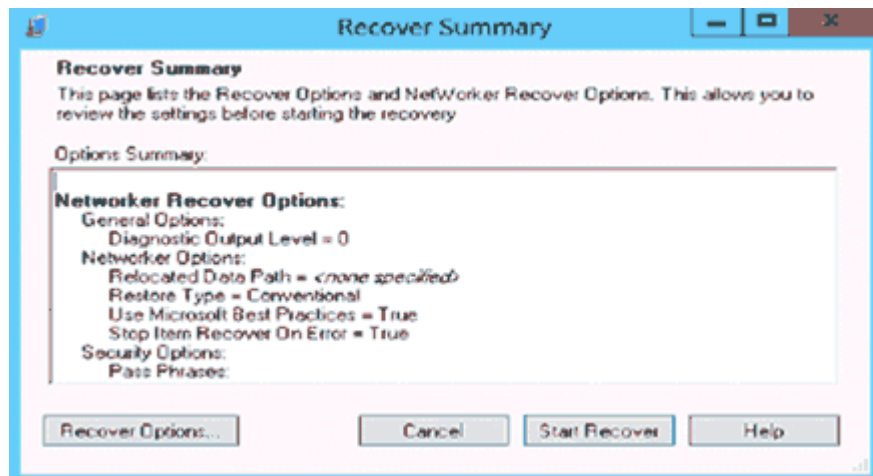 Recover Summary
Recover Summary
This page lists the Recover Options and NetWorker Recover Options. This allows you to
review the settings before starting the recovery
Options Summary:
Networker Recover Options:
General Options:
Diagnostic Output Level = 0
Networker Options:
Relocated Data Path = <none specified>
Restore Type = Conventional
Use Microsoft Best Practices = True
Stop Item Recover On Error = True
Security Options:
Pass Phrases:
Recover Options... Cancel Start Recover Help